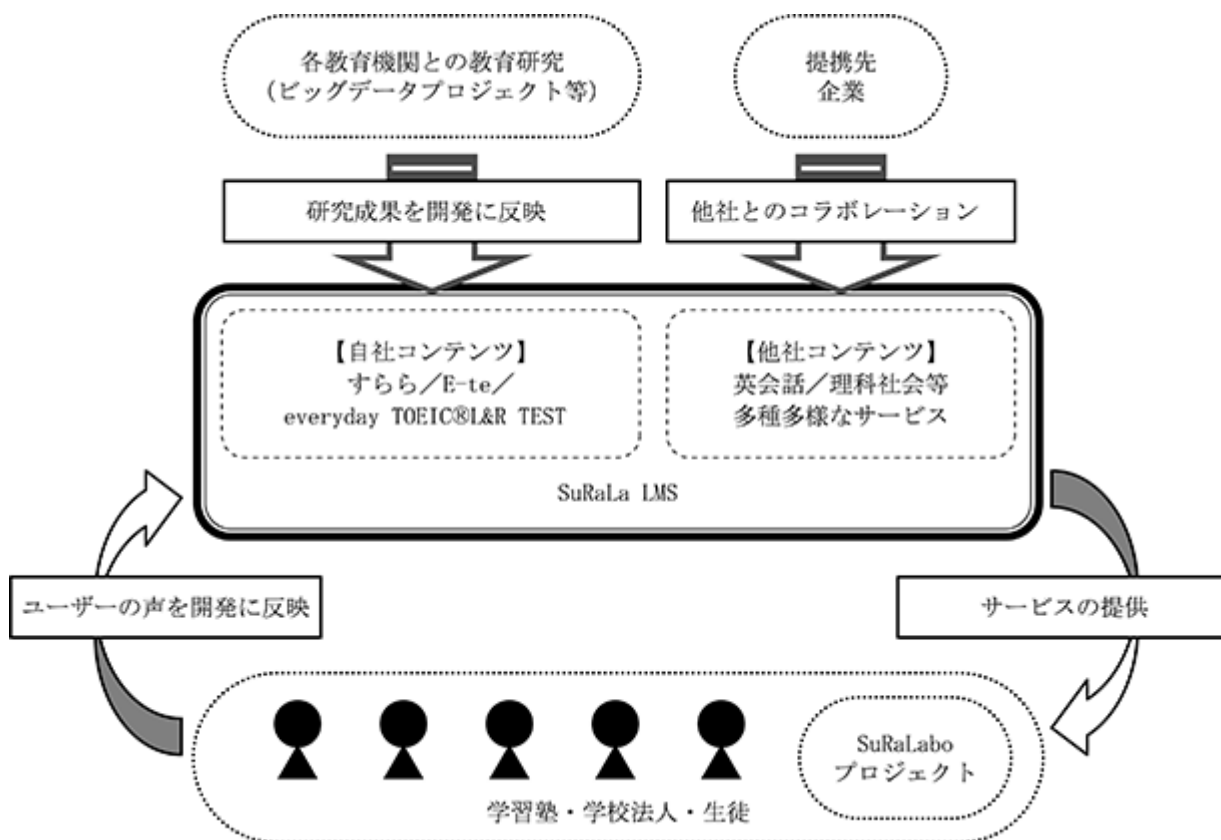 各教育機関との教育研究
（ビッグデータプロジェクト等）
提携先
企業
研究成果を開発に反映
他社とのコラボレーション
【自社コンテンツ】
すらら／E-te／
everyday TOEIC®L&R TEST
【他社コンテンツ】
英会話／理科社会等
多種多様なサービス
SuRaLa LMS
ユーザーの声を開発に反映
サービスの提供
SuRaLabo
プロジェクト
学習塾・学校法人・生徒